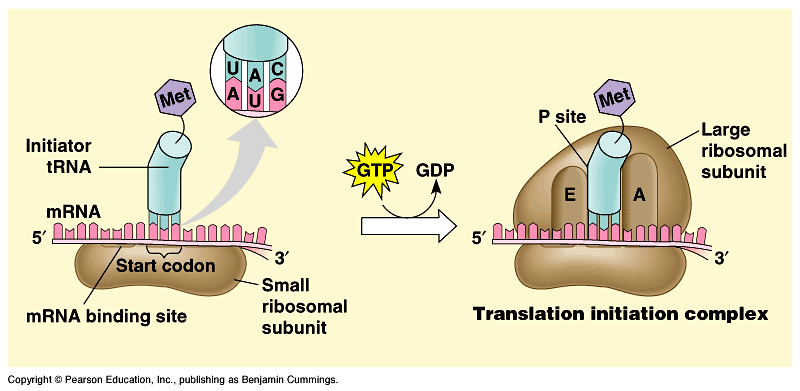 U A C
A U G
Met
Initiator
tRNA
mRNA
5′
3′
Start codon
mRNA binding site
Small
ribosomal
subunit
GTP
GDP
Met
P site
Large
ribosomal
subunit
E
A
5′
3′
Translation initiation complex
Copyright © Pearson Education, Inc., publishing as Benjamin Cummings.